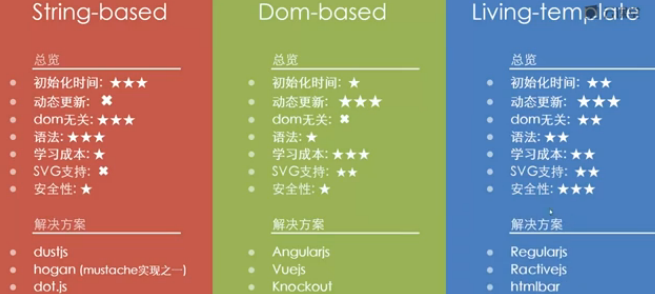 String-based
总览
初始化时间: ★★★
动态更新: ✖
dom无关: ★★★
语法: ★★★
学习成本: ★
SVG支持: ✖
安全性: ★
解决方案
dustjs
hogan (mustache实现之一)
dot.js
Dom-based
总览
初始化时间: ★
动态更新: ★★★
dom无关: ✖
语法: ★
学习成本: ★★★
SVG支持: ★★
安全性: ★
解决方案
Angularjs
Vuejs
Knockout
Living-template
总览
初始化时间: ★★
动态更新: ★★★
dom无关: ★★
语法: ★★
学习成本: ★★
SVG支持: ★★
安全性: ★★★
解决方案
Regularjs
Ractivejs
htmlbar